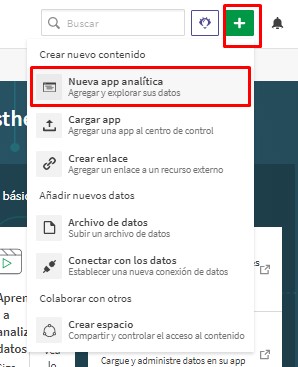 Buscar
Crear nuevo contenido
Nueva app analítica
Agregar y explorar sus datos
Cargar app
Agregar una app al centro de control
Crear enlace
Agregar un enlace a un recurso externo
Añadir nuevos datos
Archivo de datos
Subir un archivo de datos
Conectar con los datos
Establecer una nueva conexión de datos
Colaborar con otros
Crear espacio
Compartir y controlar el acceso al contenido
sthe
básic
Apren
a
analiz
datos
Ve
lo
Cargue y administre datos en su app